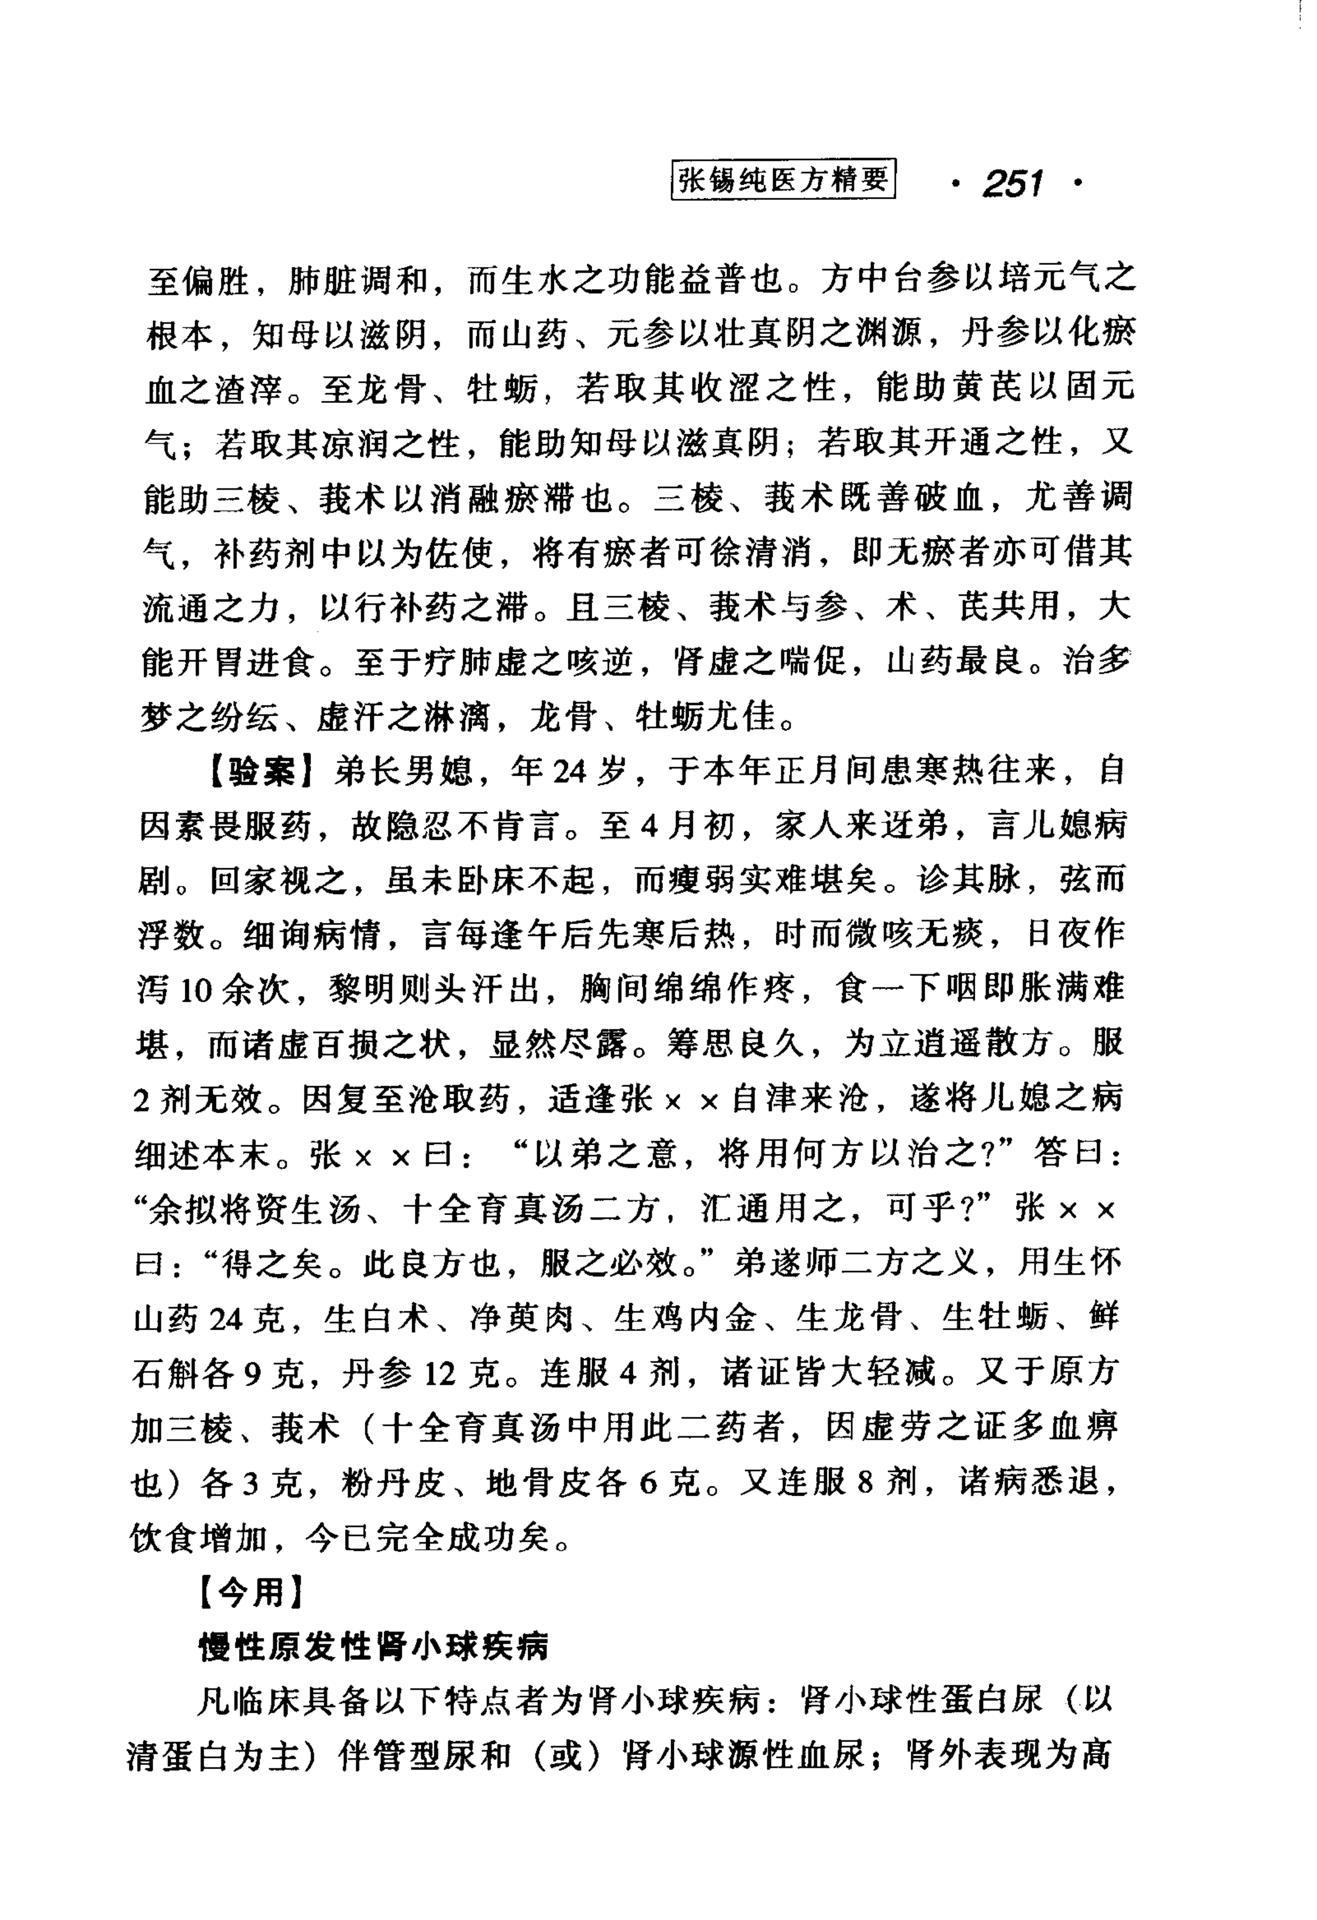 张锡纯医方精要 · 251 ·
至偏胜，肺脏调和，而生水之功能益普也。方中台参以培元气之
根本，知母以滋阴，而山药、元参以壮真阴之渊源，丹参以化瘀
血之渣滓。至龙骨、牡蛎，若取其收涩之性，能助黄芪以固元
气；若取其凉润之性，能助知母以滋真阴；若取其开通之性，又
能助三棱、莪术以消融瘀滞也。三棱、莪术既善破血，尤善调
气，补药剂中以为佐使，将有瘀者可徐清消，即无瘀者亦可借其
流通之力，以行补药之滞。且三棱、莪术与参、术、芪共用，大
能开胃进食。至于疗肺虚之咳逆，肾虚之喘促，山药最良。治多
梦之纷纭、虚汗之淋漓，龙骨、牡蛎尤佳。
【验案】弟长男媳，年24岁，于本年正月间患寒热往来，自
因素畏服药，故隐忍不肯言。至4月初，家人来迓弟，言儿媳病
剧。回家视之，虽未卧床不起，而瘦弱实难堪矣。诊其脉，弦而
浮数。细询病情，言每逢午后先寒后热，时而微咳无痰，日夜作
泻10余次，黎明则头汗出，胸间绵绵作疼，食一下咽即胀满难
堪，而诸虚百损之状，显然尽露。筹思良久，为立逍遥散方。服
2剂无效。因复至沧取药，适逢张××自津来沧，遂将儿媳之病
细述本末。张××曰：“以弟之意，将用何方以治之?”答曰：
“余拟将资生汤、十全育真汤二方，汇通用之，可乎?”张××
曰：“得之矣。此良方也，服之必效。”弟遂师二方之义，用生怀
山药24克，生白术、净萸肉、生鸡内金、生龙骨、生牡蛎、鲜
石斛各9克，丹参12克。连服4剂，诸证皆大轻减。又于原方
加三棱、莪术（十全育真汤中用此二药者，因虚劳之证多血痹
也）各3克，粉丹皮、地骨皮各6克。又连服8剂，诸病悉退，
饮食增加，今已完全成功矣。
【今用】
慢性原发性肾小球疾病
凡临床具备以下特点者为肾小球疾病：肾小球性蛋白尿（以
清蛋白为主）伴管型尿和（或）肾小球源性血尿；肾外表现为高